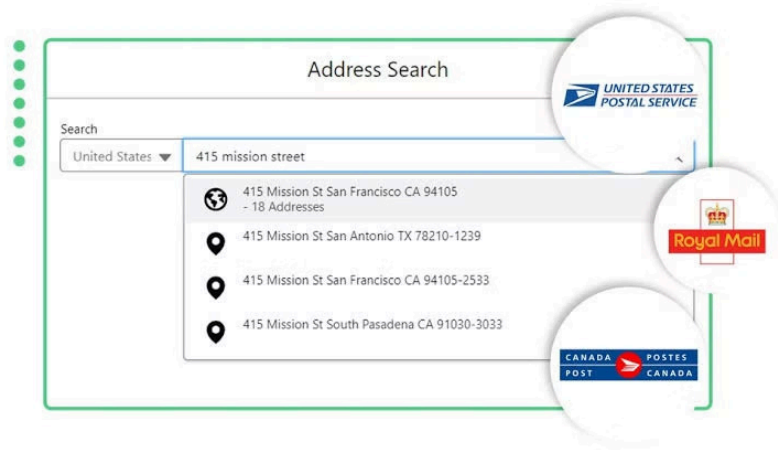 Address Search
UNITED STATES
POSTAL SERVICE
Search
United States
415 mission street
415 Mission St San Francisco CA 94105
- 18 Addresses
415 Mission St San Antonio TX 78210-1239
Royal Mail
415 Mission St San Francisco CA 94105-2533
415 Mission St South Pasadena CA 91030-3033
CANADA POSTES
POST CANADA